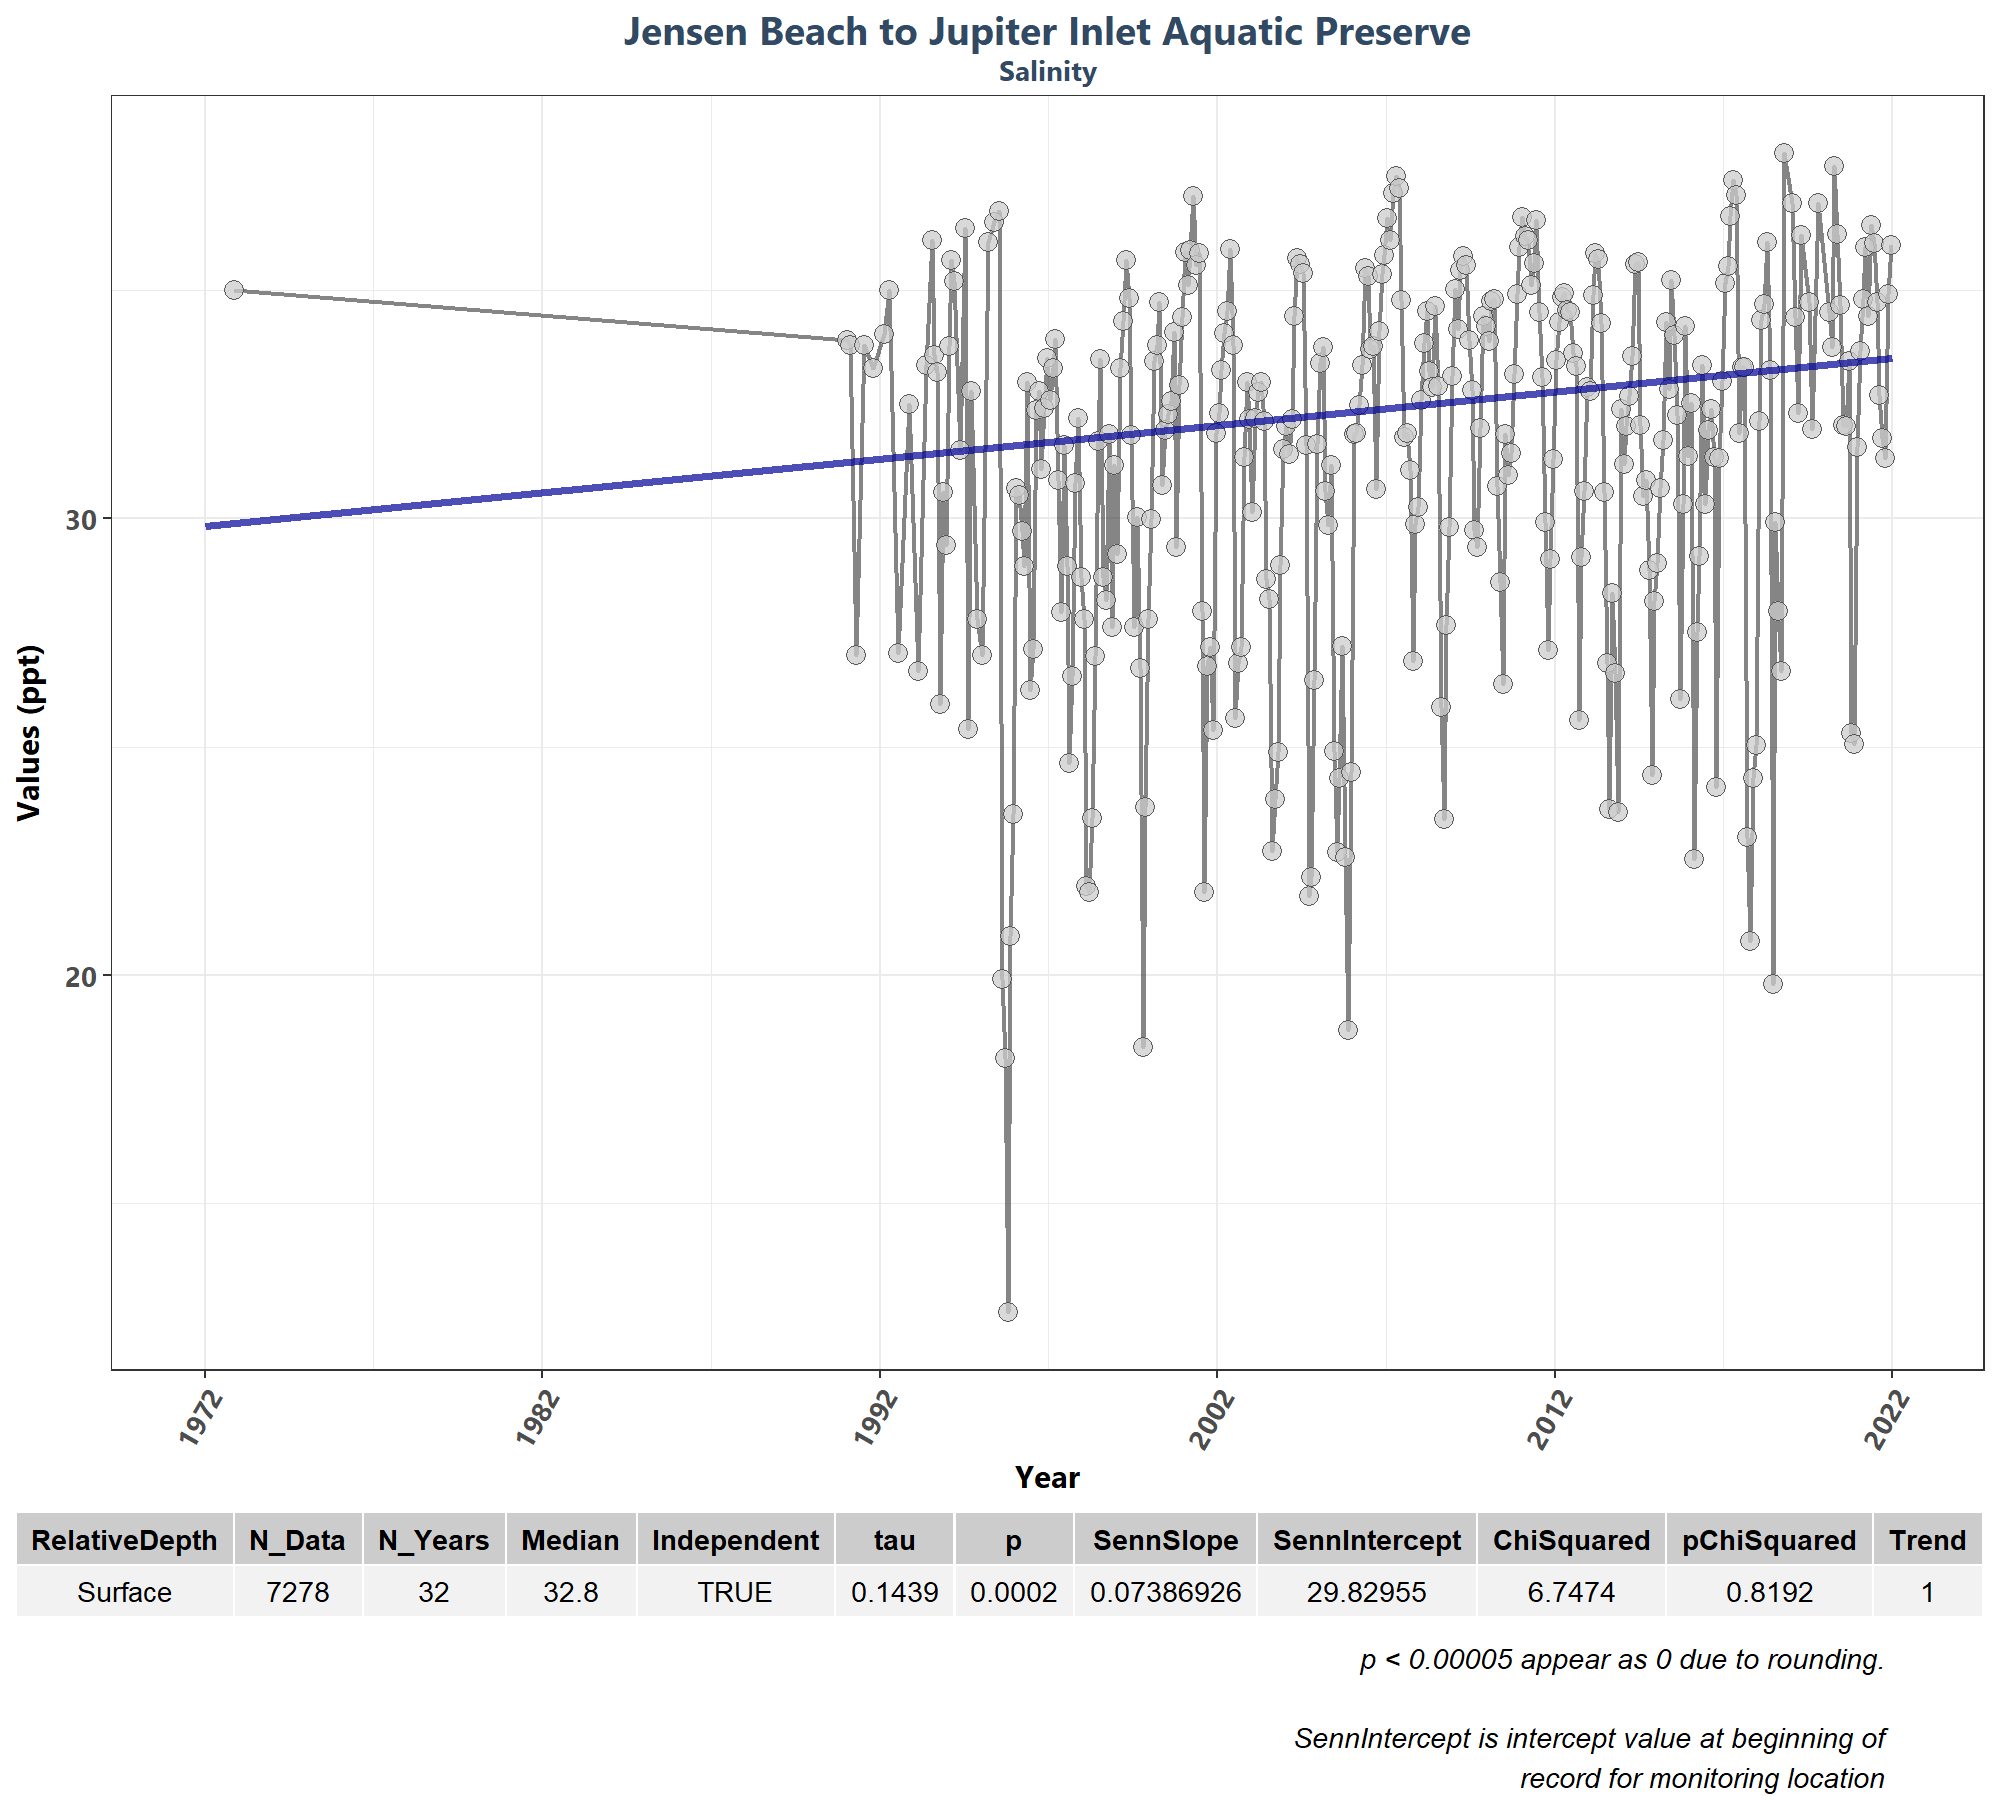 Jensen Beach to Jupiter Inlet Aquatic Preserve
Salinity
Values (ppt)
30
20
1972
1982
1992
2002
2012
2022
Year
RelativeDepth N_Data N_Years Median Independent tau p SennSlope SennIntercept ChiSquared pChiSquared Trend
Surface 7278 32 32.8 TRUE 0.1439 0.0002 0.07386926 29.82955 6.7474 0.8192 1
p < 0.00005 appear as 0 due to rounding.
SennIntercept is intercept value at beginning of
record for monitoring location